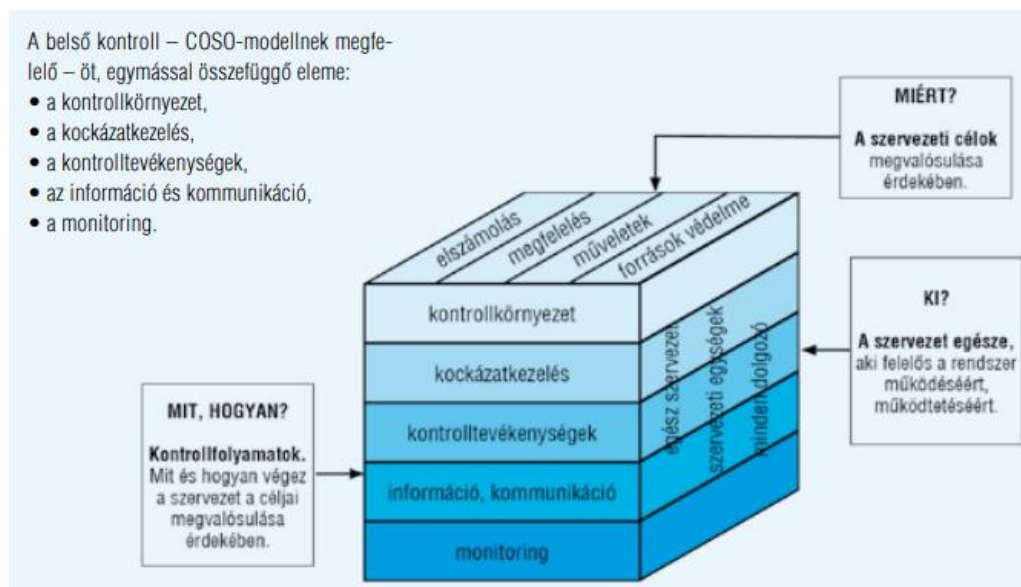 A belső kontroll – COSO-modellnek megfe-
lelő – öt, egymással összefüggő eleme:
• a kontrollkörnyezet,
• a kockázatkezelés,
• a kontrolltevékenységek,
• az információ és kommunikáció,
• a monitoring.
MIÉRT?
A szervezeti célok
megvalósulása
érdekében.
elszámolás
megfelelés
műveletek
források védelme
kontrollkörnyezet
kockázatkezelés
kontrolltevékenységek
információ, kommunikáció
monitoring
egész szervezet
szervezeti egységek
minden dolgozó
KI?
A szervezet egésze,
aki felelős a rendszer
működéséért,
működtetéséért.
MIT, HOGYAN?
Kontrollfolyamatok.
Mit és hogyan végez
a szervezet a céljai
megvalósulása
érdekében.